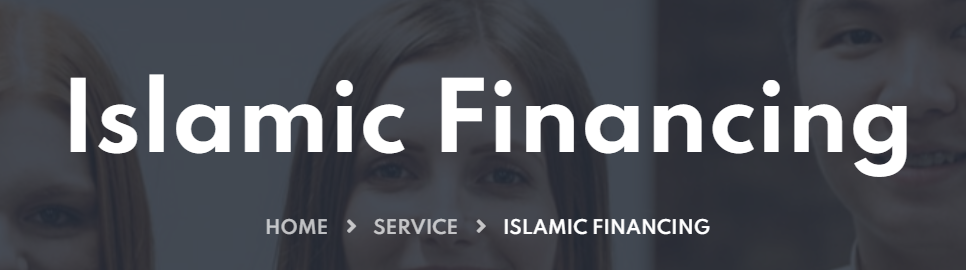 Islamic Financing
HOME > SERVICE > ISLAMIC FINANCING